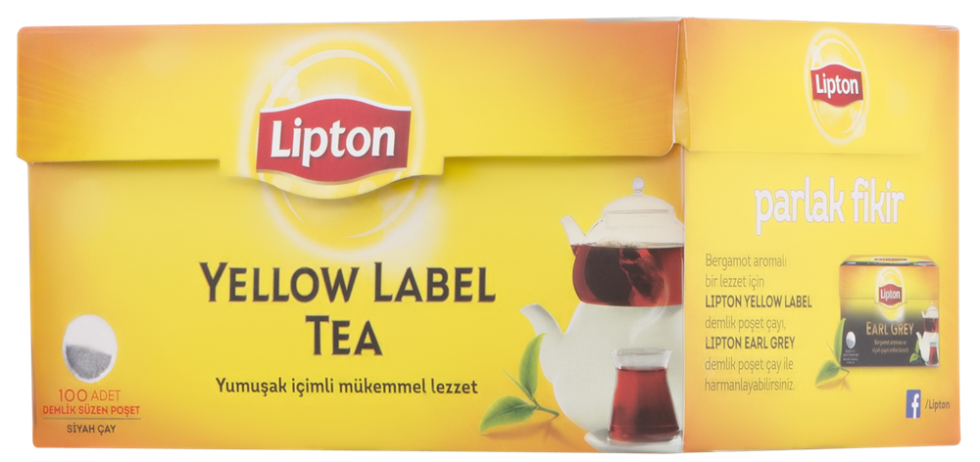 Lipton
YELLOW LABEL
TEA
Yumuşak içimli mükemmel lezzet
100 ADET
DEMLİK SÜZEN POŞET
SİYAH ÇAY
Lipton
parlak fikir
Bergamot aromalı
bir lezzet için
LIPTON YELLOW LABEL
demlik poşet çayı,
LIPTON EARL GREY
demlik poşet çay ile
harmanlayabilirsiniz.
Lipton
EARL GREY
f /Lipton